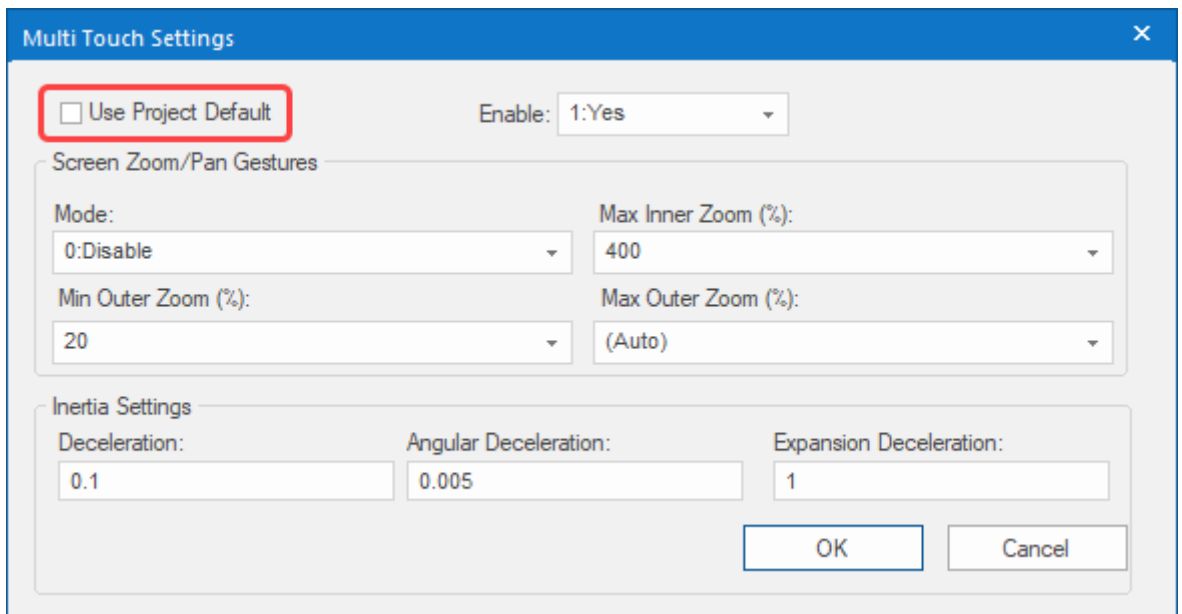 Multi Touch Settings
Use Project Default
Enable: 1:Yes
Screen Zoom/Pan Gestures
Mode: Max Inner Zoom (%):
0:Disable 400
Min Outer Zoom (%): Max Outer Zoom (%):
20 (Auto)
Inertia Settings
Deceleration: Angular Deceleration: Expansion Deceleration:
0.1 0.005 1
OK Cancel